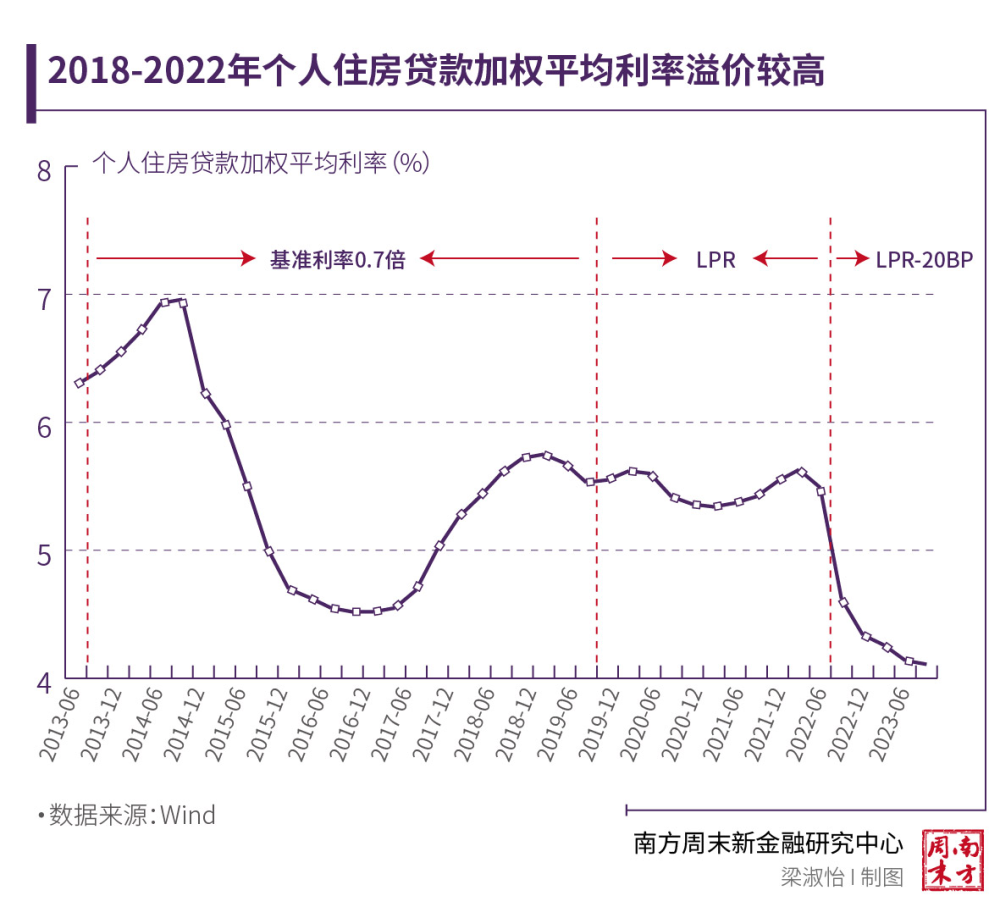 2018-2022年个人住房贷款加权平均利率溢价较高
个人住房贷款加权平均利率(%)
8
7
6
5
4
基准利率0.7倍
LPR
LPR-20BP
2013-06
2013-12
2014-06
2014-12
2015-06
2015-12
2016-06
2016-12
2017-06
2017-12
2018-06
2018-12
2019-06
2019-12
2020-06
2020-12
2021-06
2021-12
2022-06
2022-12
2023-06
•数据来源：Wind
南方周末新金融研究中心
梁淑怡 | 制图
南方
周末